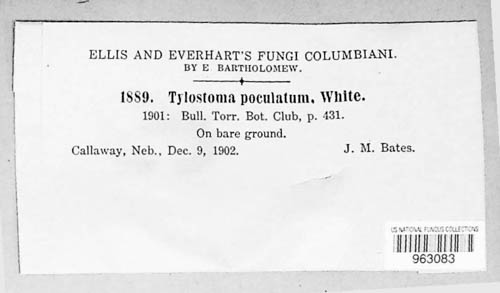 ELLIS AND EVERHART'S FUNGI COLUMBIANI.
BY E BARTHOLOMEW.
1889. Tylostoma poculatum, White.
1901: Bull. Torr. Bot. Club, p. 431.
On bare ground.
Callaway, Neb., Dec. 9, 1902. J. M. Bates.
US NATIONAL FUNGUS COLLECTIONS
963083